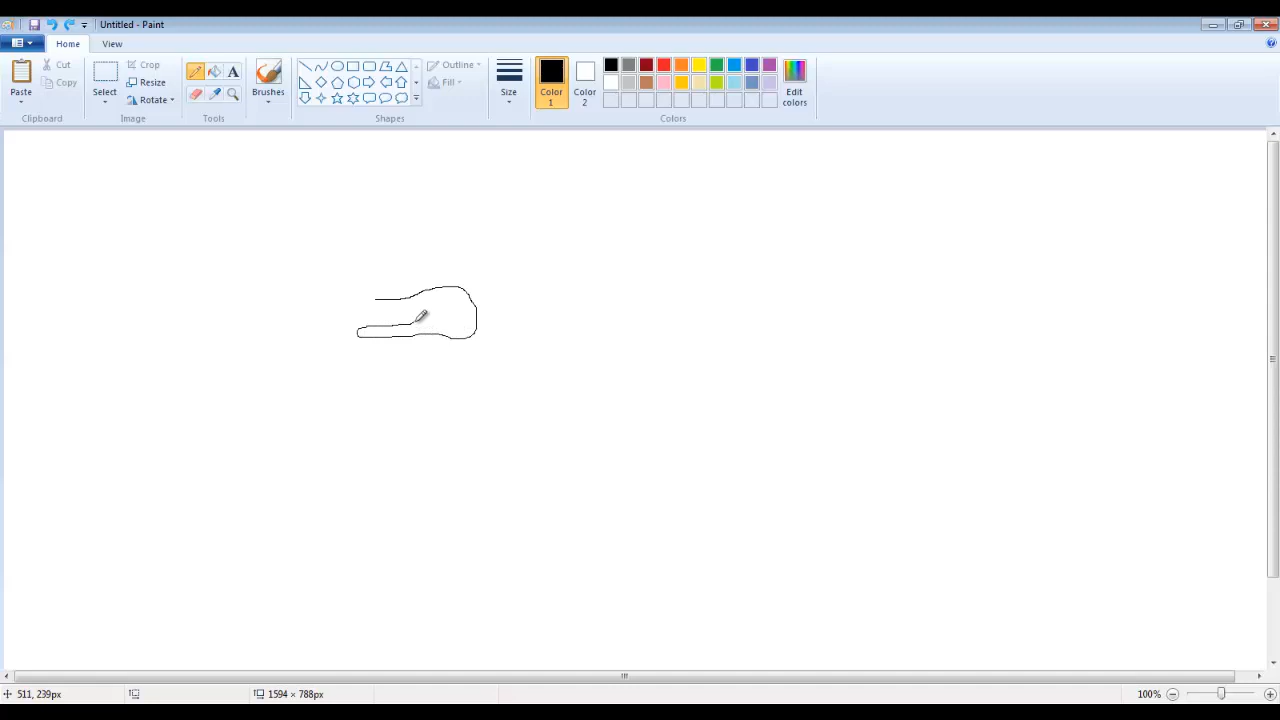 Untitled - Paint
Home View
Paste
Cut
Copy
Clipboard
Select
Crop
Resize
Rotate
Image
A
Tools
Brushes
Outline
Fill
Shapes
Size
Color 1
Color 2
Edit colors
Colors
511, 239px
1594 × 788px
100%